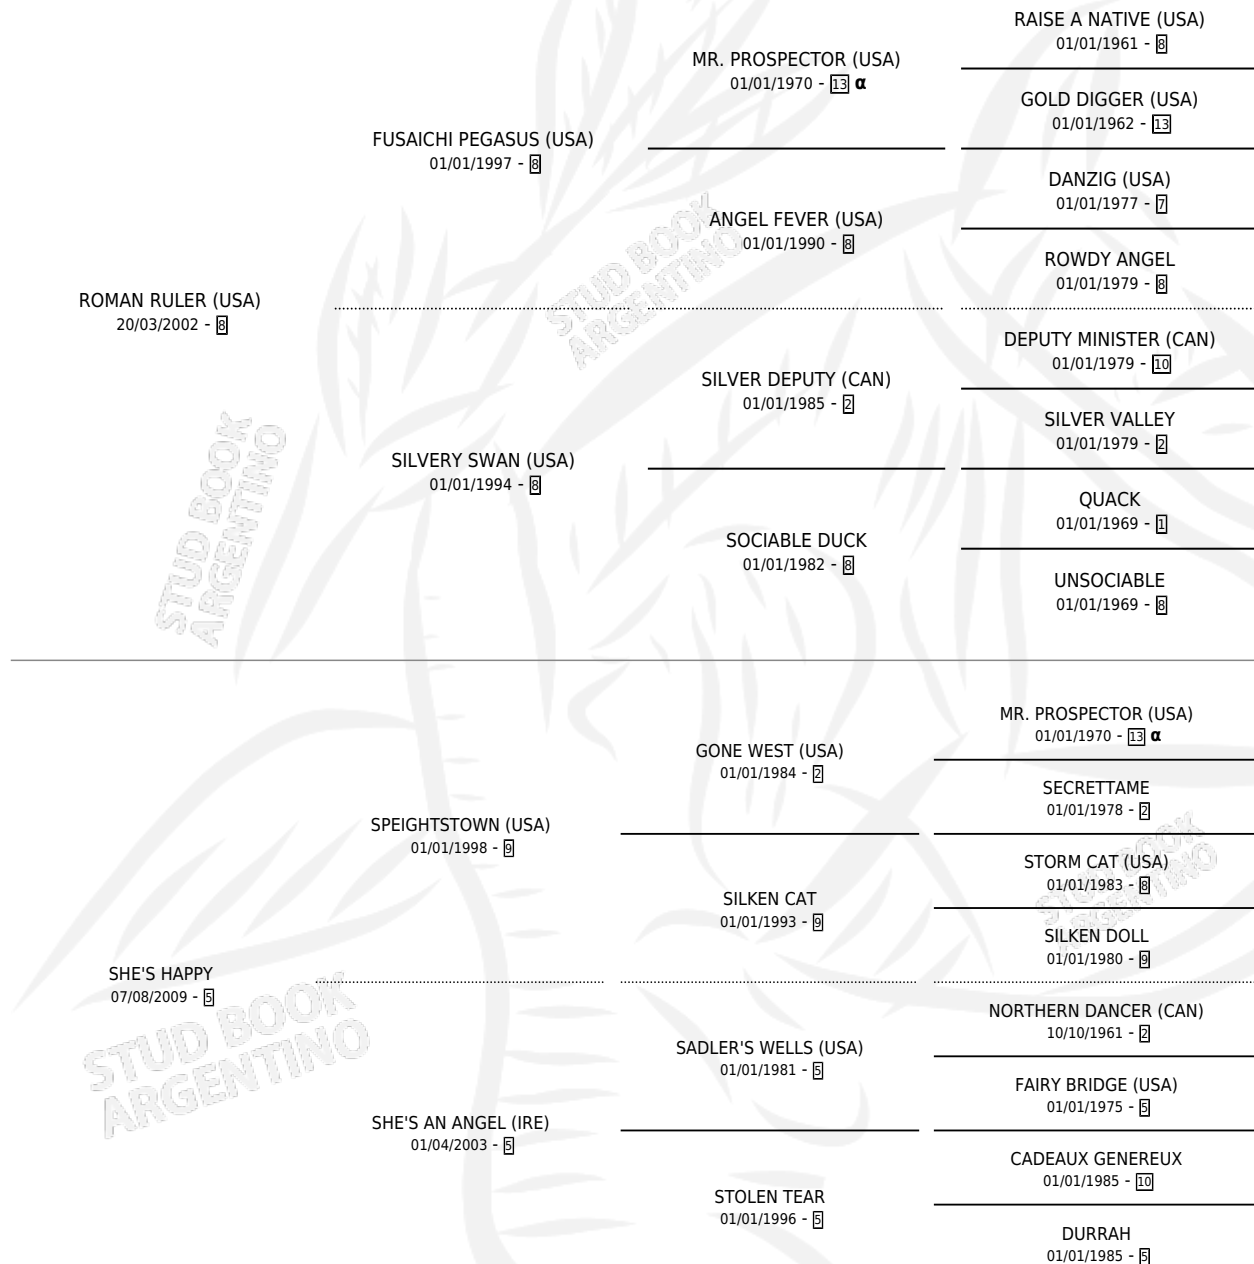 RAISE A NATIVE (USA)
01/01/1961 - 8
MR. PROSPECTOR (USA)
01/01/1970 - 13 α
GOLD DIGGER (USA)
01/01/1962 - 13
FUSAICHI PEGASUS (USA)
01/01/1997 - 8
DANZIG (USA)
01/01/1977 - 7
ANGEL FEVER (USA)
01/01/1990 - 8
ROWDY ANGEL
01/01/1979 - 8
ROMAN RULER (USA)
20/03/2002 - 8
DEPUTY MINISTER (CAN)
01/01/1979 - 10
SILVER DEPUTY (CAN)
01/01/1985 - 2
SILVER VALLEY
01/01/1979 - 2
SILVERY SWAN (USA)
01/01/1994 - 8
QUACK
01/01/1969 - 1
SOCIABLE DUCK
01/01/1982 - 8
UNSOCIABLE
01/01/1969 - 8
MR. PROSPECTOR (USA)
01/01/1970 - 13 α
GONE WEST (USA)
01/01/1984 - 2
SECRETTAME
01/01/1978 - 2
SPEIGHTSTOWN (USA)
01/01/1998 - 9
STORM CAT (USA)
01/01/1983 - 8
SILKEN CAT
01/01/1993 - 9
SILKEN DOLL
01/01/1980 - 9
SHE'S HAPPY
07/08/2009 - 5
NORTHERN DANCER (CAN)
10/10/1961 - 2
SADLER'S WELLS (USA)
01/01/1981 - 5
FAIRY BRIDGE (USA)
01/01/1975 - 5
SHE'S AN ANGEL (IRE)
01/04/2003 - 5
CADEAUX GENEREUX
01/01/1985 - 10
STOLEN TEAR
01/01/1996 - 5
DURRAH
01/01/1985 - 5
STUD BOOK
ARGENTINO
STUD BOOK
ARGENTINO
STUD BOOK
ARGENTINO
STUD BOOK
ARGENTINO